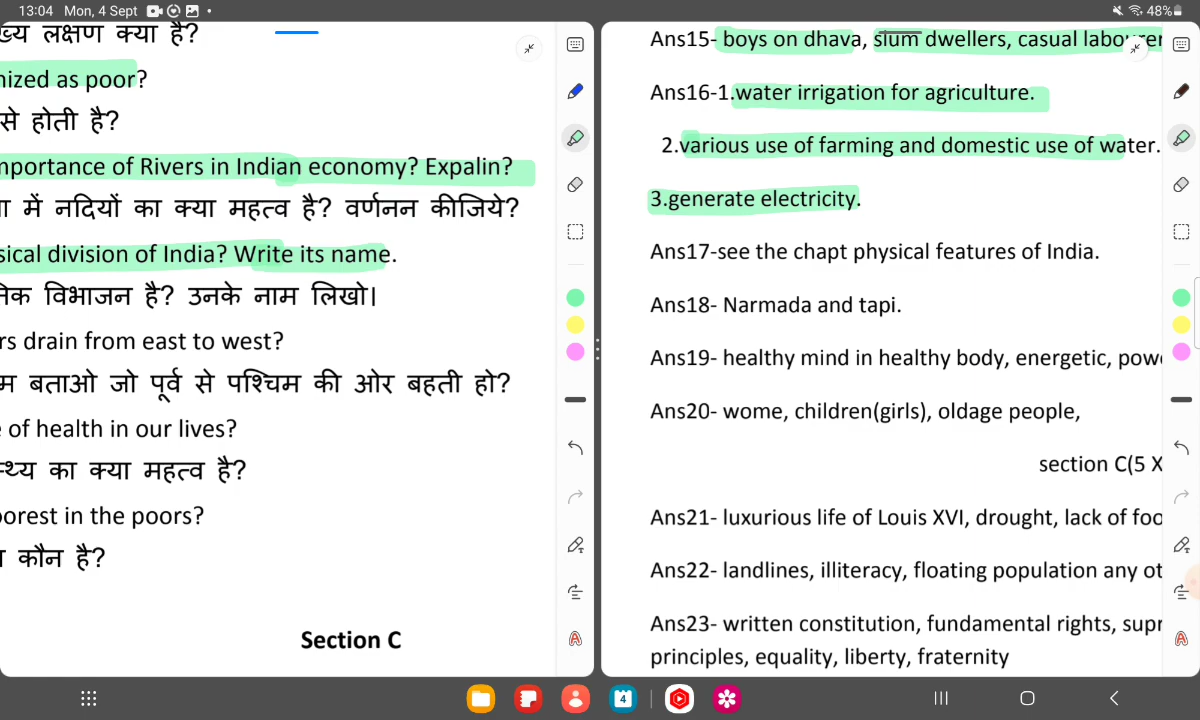 13:04 Mon, 4 Sept
48%
ख्य लक्षण क्या है?
nized as poor?
से होती है?
mportance of Rivers in Indian economy? Expalin?
में नदियों का क्या महत्व है? वर्णनन कीजिये?
sical division of India? Write its name.
तिक विभाजन है? उनके नाम लिखो।
rs drain from east to west?
म बताओ जो पूर्व से पश्चिम की ओर बहती हो?
of health in our lives?
स्थ्य का क्या महत्व है?
oorest in the poors?
कौन है?
Section C
Ans15- boys on dhava, slum dwellers, casual labourer
Ans16-1.water irrigation for agriculture.
2.various use of farming and domestic use of water.
3.generate electricity.
Ans17-see the chapt physical features of India.
Ans18- Narmada and tapi.
Ans19- healthy mind in healthy body, energetic, pow
Ans20- wome, children(girls), oldage people,
section C(5 X
Ans21- luxurious life of Louis XVI, drought, lack of foo
Ans22- landlines, illiteracy, floating population any ot
Ans23- written constitution, fundamental rights, supr
principles, equality, liberty, fraternity
4